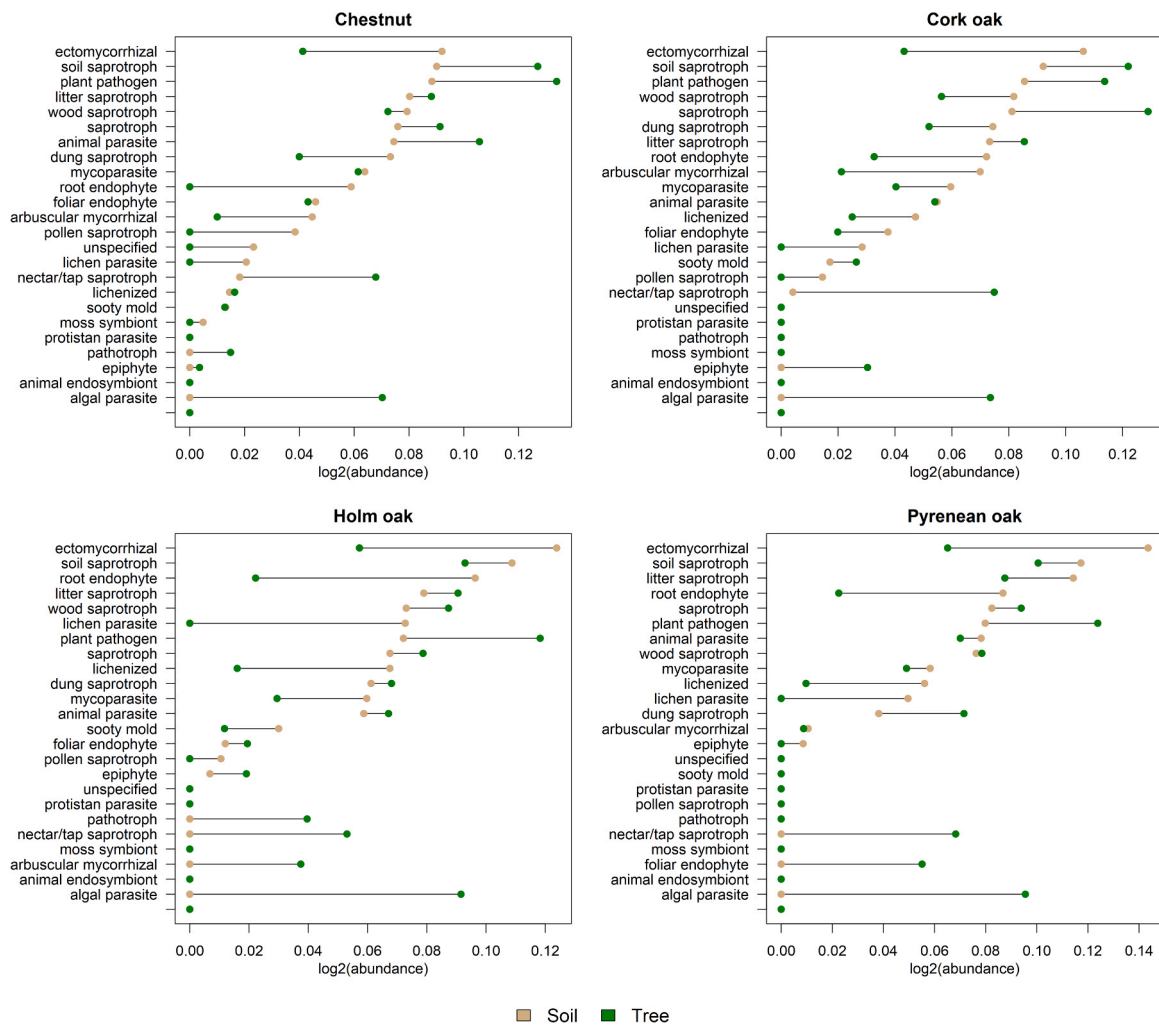 Chestnut
ectomycorrhizal
soil saprotroph
plant pathogen
litter saprotroph
wood saprotroph
saprotroph
animal parasite
dung saprotroph
mycoparasite
root endophyte
foliar endophyte
arbuscular mycorrhizal
pollen saprotroph
unspecified
lichen parasite
nectar/tap saprotroph
lichenized
sooty mold
moss symbiont
protistan parasite
pathotroph
epiphyte
animal endosymbiont
algal parasite
0.00 0.02 0.04 0.06 0.08 0.10 0.12
log2(abundance)
Cork oak
ectomycorrhizal
soil saprotroph
plant pathogen
wood saprotroph
saprotroph
dung saprotroph
litter saprotroph
root endophyte
arbuscular mycorrhizal
mycoparasite
animal parasite
lichenized
foliar endophyte
lichen parasite
sooty mold
pollen saprotroph
nectar/tap saprotroph
unspecified
protistan parasite
pathotroph
moss symbiont
epiphyte
animal endosymbiont
algal parasite
0.00 0.02 0.04 0.06 0.08 0.10 0.12
log2(abundance)
Holm oak
ectomycorrhizal
soil saprotroph
root endophyte
litter saprotroph
wood saprotroph
lichen parasite
plant pathogen
saprotroph
lichenized
dung saprotroph
mycoparasite
animal parasite
sooty mold
foliar endophyte
pollen saprotroph
epiphyte
unspecified
protistan parasite
pathotroph
nectar/tap saprotroph
moss symbiont
arbuscular mycorrhizal
animal endosymbiont
algal parasite
0.00 0.02 0.04 0.06 0.08 0.10 0.12
log2(abundance)
Pyrenean oak
ectomycorrhizal
soil saprotroph
litter saprotroph
root endophyte
saprotroph
plant pathogen
animal parasite
wood saprotroph
mycoparasite
lichenized
lichen parasite
dung saprotroph
arbuscular mycorrhizal
epiphyte
unspecified
sooty mold
protistan parasite
pollen saprotroph
pathotroph
nectar/tap saprotroph
moss symbiont
foliar endophyte
animal endosymbiont
algal parasite
0.00 0.02 0.04 0.06 0.08 0.10 0.12 0.14
log2(abundance)
Soil Tree